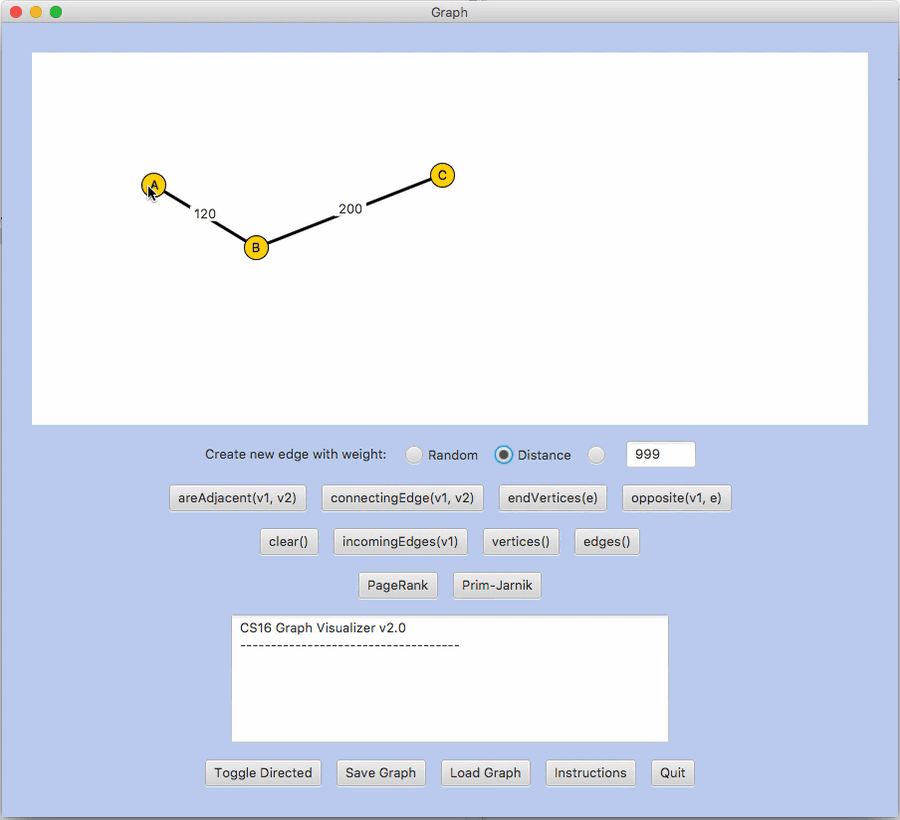 Graph
A
C
120
200
B
Create new edge with weight: Random Distance 999
areAdjacent(v1, v2) connectingEdge(v1, v2) endVertices(e) opposite(v1, e)
clear() incomingEdges(v1) vertices() edges()
PageRank Prim-Jarnik
CS16 Graph Visualizer v2.0
------------------------------------
Toggle Directed Save Graph Load Graph Instructions Quit